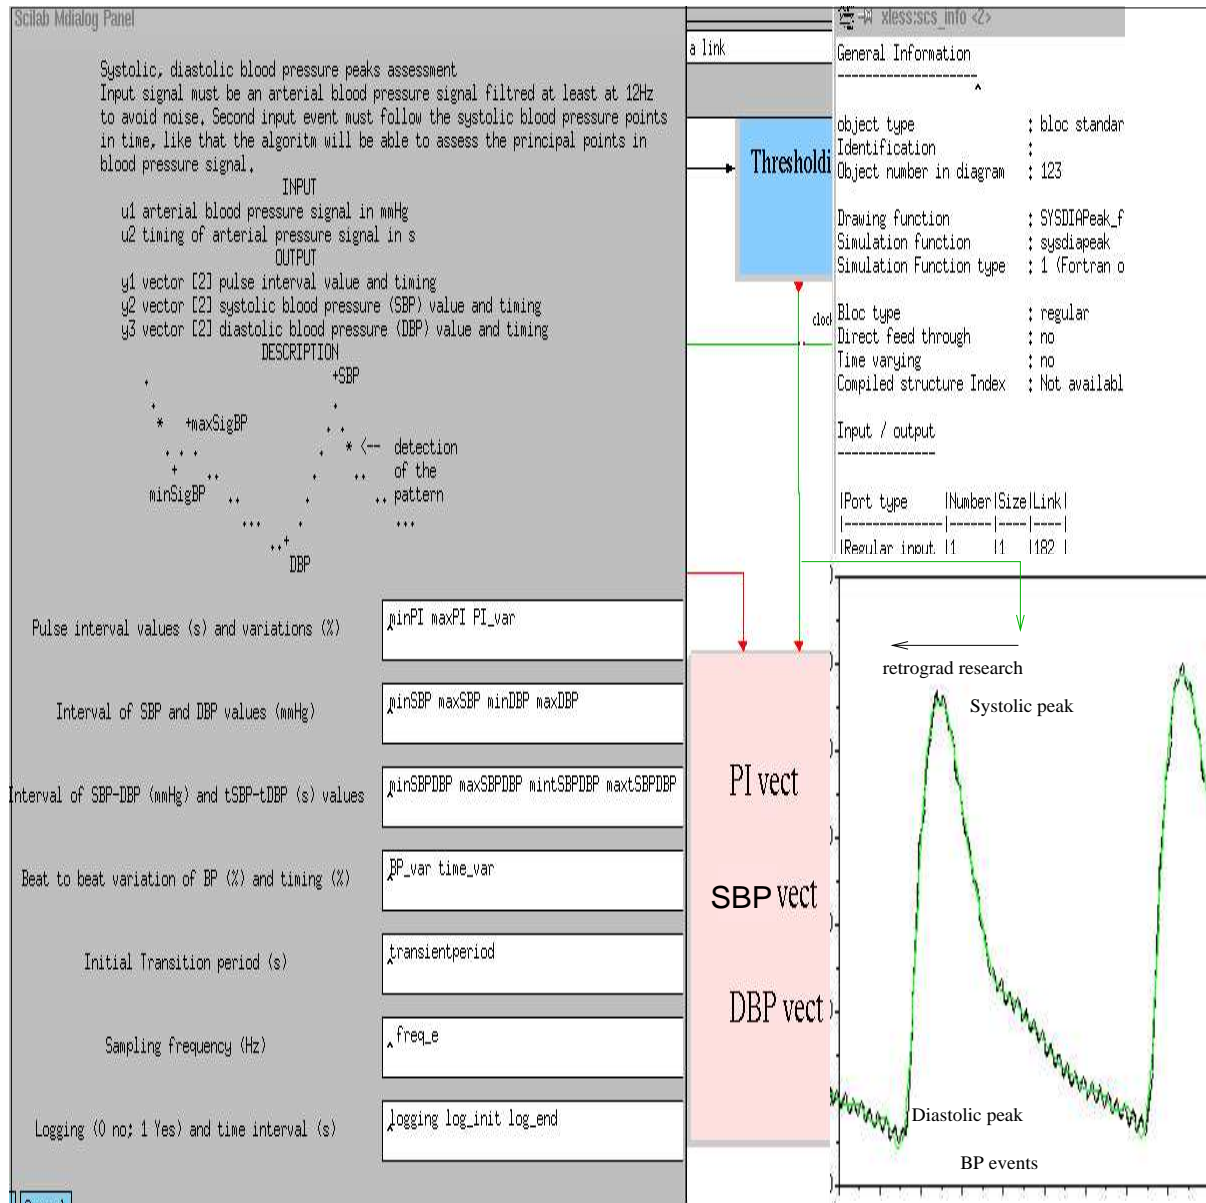 Scilab Mdialog Panel
Systolic, diastolic blood pressure peaks assessment
Input signal must be an arterial blood pressure signal filtred at least at 12Hz
to avoid noise. Second input event must follow the systolic blood pressure points
in time, like that the algoritm will be able to assess the principal points in
blood pressure signal.
INPUT
u1 arterial blood pressure signal in mmHg
u2 timing of arterial pressure signal in s
OUTPUT
y1 vector [2] pulse interval value and timing
y2 vector [2] systolic blood pressure (SBP) value and timing
y3 vector [2] diastolic blood pressure (DBP) value and timing
DESCRIPTION
+SBP
* +maxSigBP
* <-- detection
of the
pattern
+
minSigBP
+
DBP
Pulse interval values (s) and variations (%)
minPI maxPI PI_var
Interval of SBP and DBP values (mmHg)
minSBP maxSBP minDBP maxDBP
Interval of SBP-DBP (mmHg) and tSBP-tDBP (s) values
minSBPDBP maxSBPDBP mintSBPDBP maxtSBPDBP
Beat to beat variation of BP (%) and timing (%)
BP_var time_var
Initial Transition period (s)
transientperiod
Sampling frequency (Hz)
freq_e
Logging (0 no; 1 Yes) and time interval (s)
logging log_init log_end
a link
Thresholdi
clock
PI vect
SBP vect
DBP vect
xless:scs_info <2>
General Information
-------------------
object type : bloc standar
Identification :
Object number in diagram : 123
Drawing function : SYSDIAPeak_f
Simulation function : sysdiapeak
Simulation Function type : 1 (Fortran o
Bloc type : regular
Direct feed through : no
Time varying : no
Compiled structure Index : Not availabl
Input / output
--------------
|Port type |Number|Size|Link|
|-------------|------|----|----|
|Regular input |1 |1 |182 |
retrograd research
Systolic peak
Diastolic peak
BP events